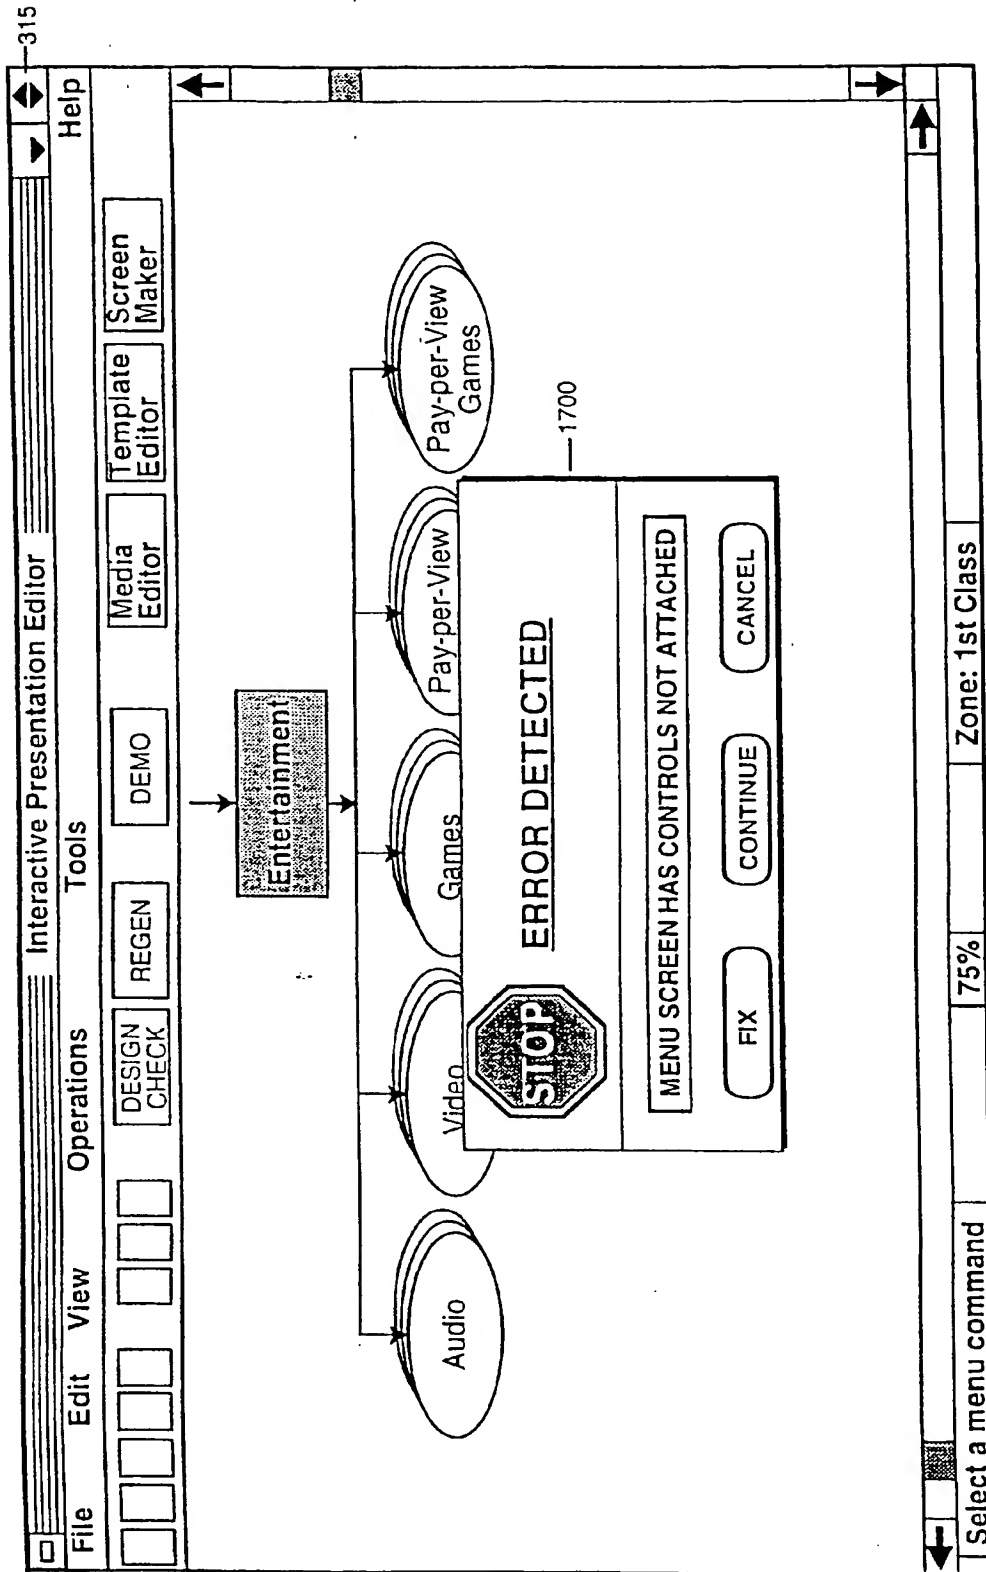 315
Interactive Presentation Editor
File Edit View Operations Tools Help
DESIGN
CHECK
REGEN
DEMO
Media
Editor
Template
Editor
Screen
Maker
Entertainment
Audio
Video
Games
Pay-per-View
Pay-per-View
Games
1700
STOP
ERROR DETECTED
MENU SCREEN HAS CONTROLS NOT ATTACHED
FIX
CONTINUE
CANCEL
Select a menu command
75%
Zone: 1st Class